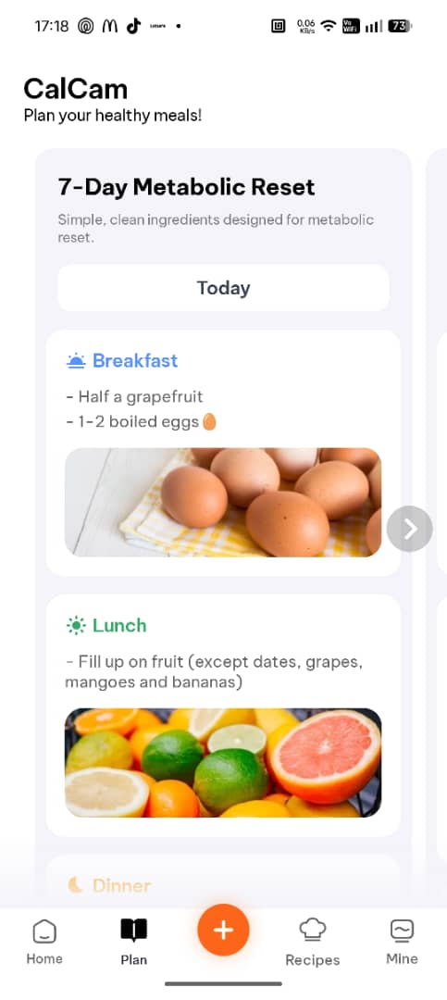 17:18
0.06
KB/s
Vo
WiFi
73
CalCam
Plan your healthy meals!
7-Day Metabolic Reset
Simple, clean ingredients designed for metabolic
reset.
Today
Breakfast
- Half a grapefruit
- 1-2 boiled eggs🥚
Lunch
- Fill up on fruit (except dates, grapes,
mangoes and bananas)
Dinner
Home
Plan
Recipes
Mine